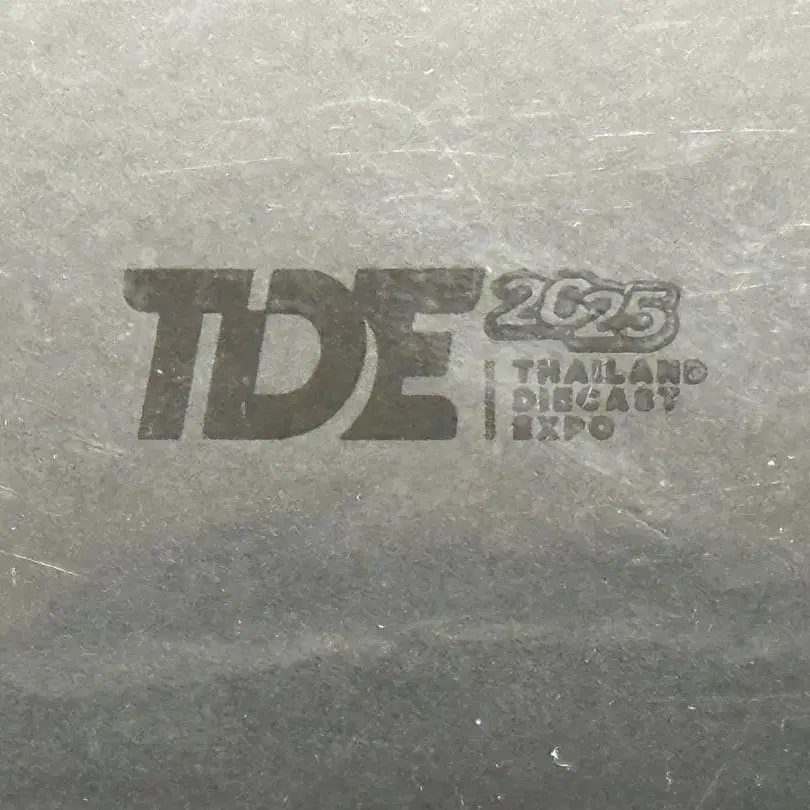 TDE 2025
THAILAND
DIECAST
EXPO